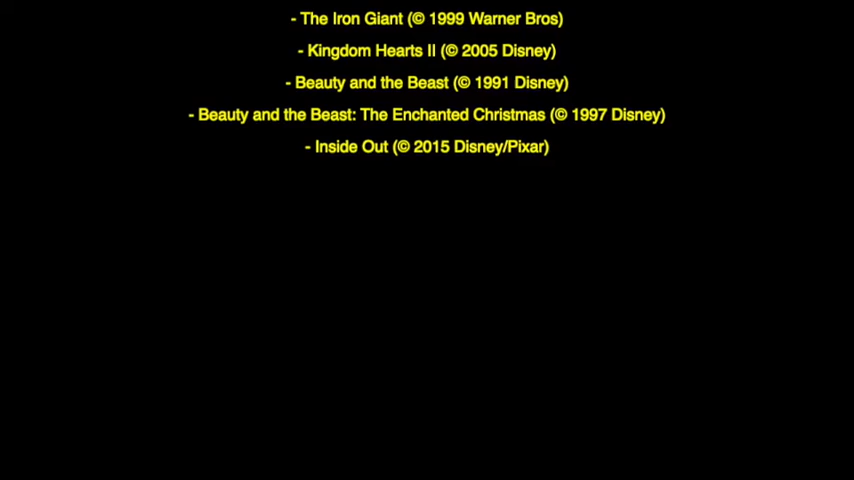 - The Iron Giant (© 1999 Warner Bros)
- Kingdom Hearts II (© 2005 Disney)
- Beauty and the Beast (© 1991 Disney)
- Beauty and the Beast: The Enchanted Christmas (© 1997 Disney)
- Inside Out (© 2015 Disney/Pixar)